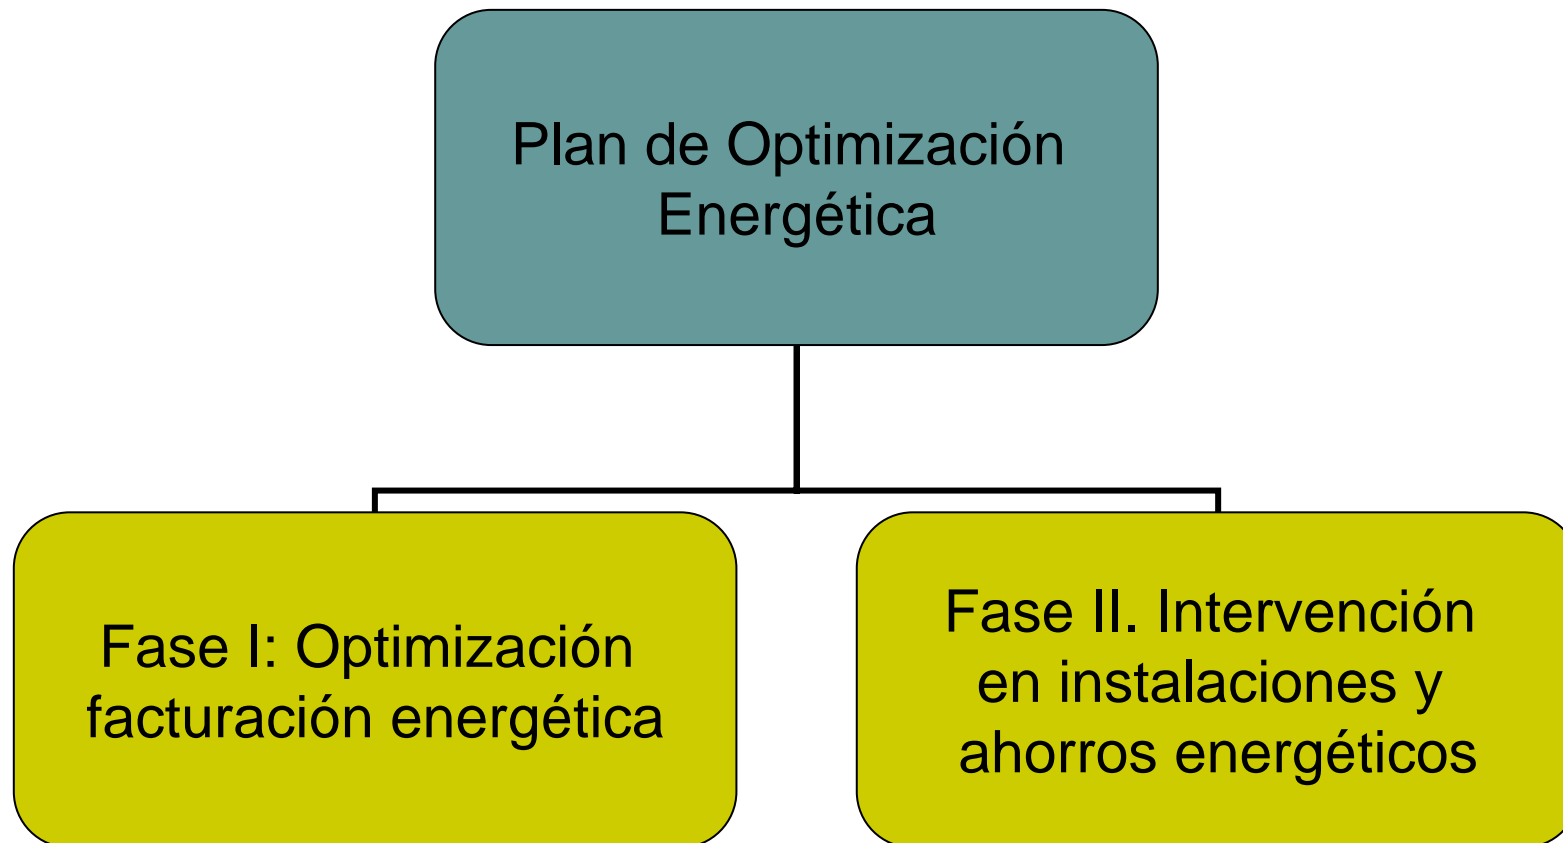 Plan de Optimización
Energética
Fase I: Optimización
facturación energética
Fase II. Intervención
en instalaciones y
ahorros energéticos